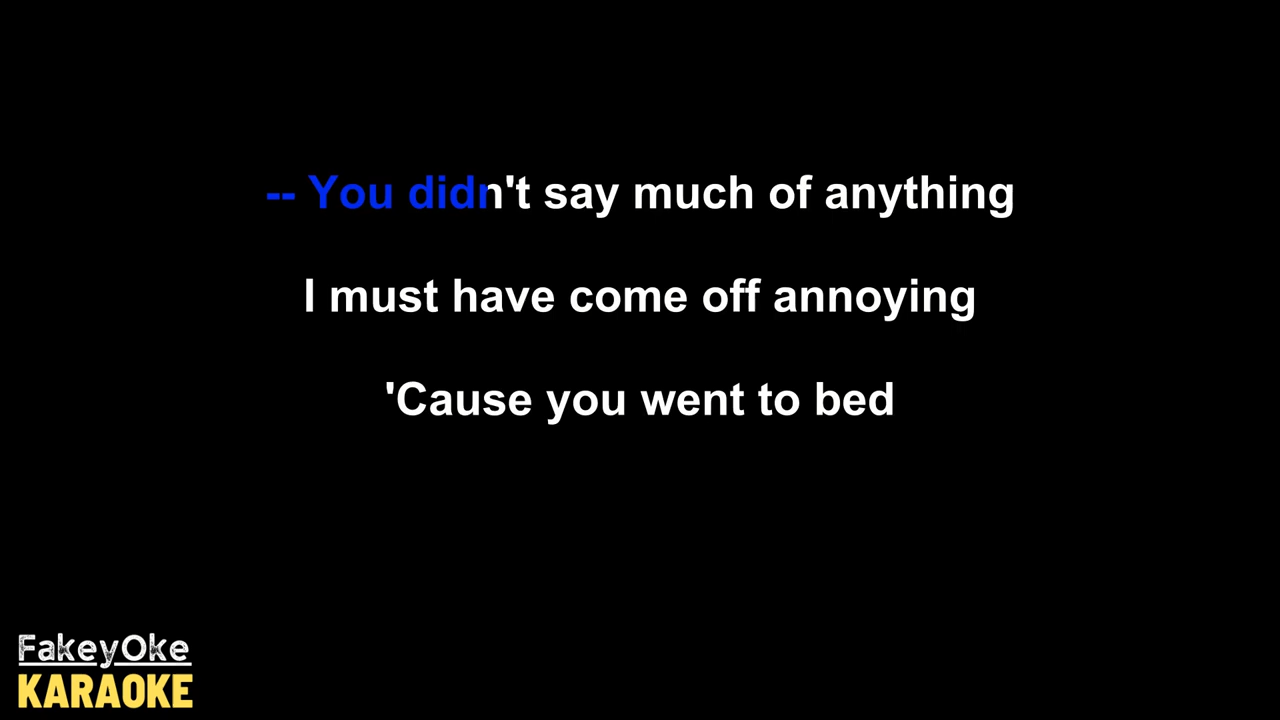 -- You didn't say much of anything
I must have come off annoying
'Cause you went to bed
FakeyOke
KARAOKE